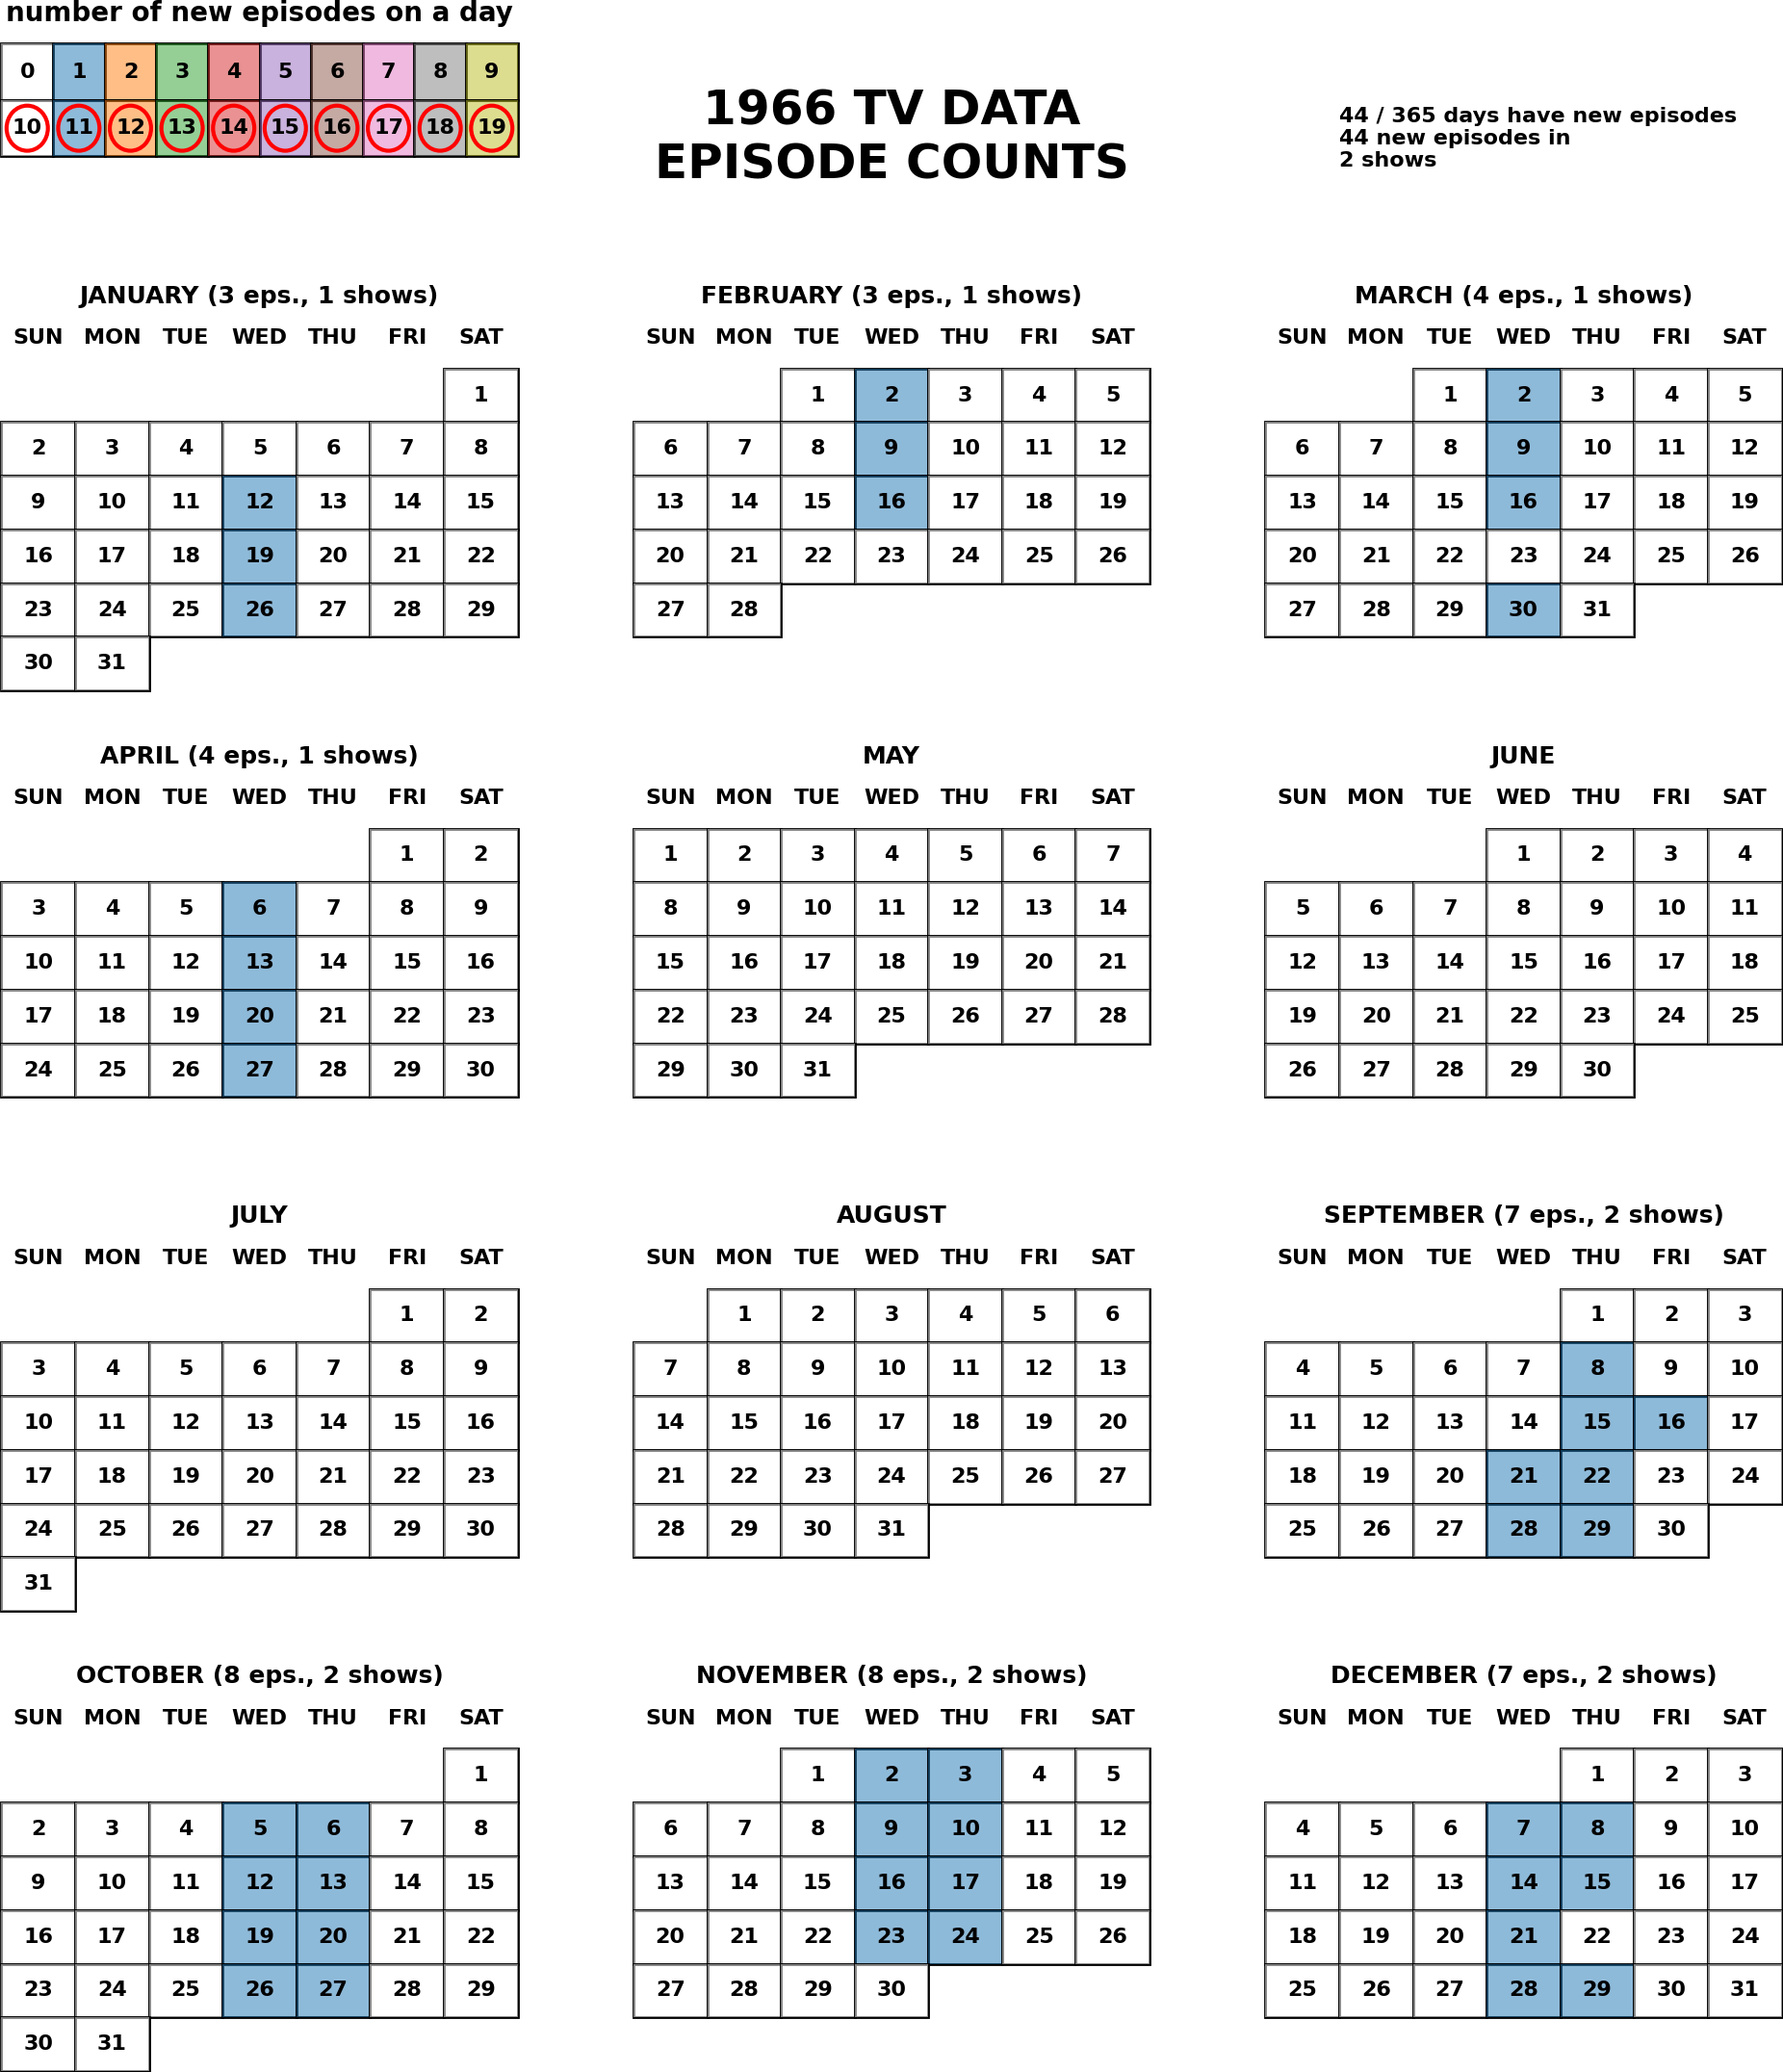 number of new episodes on a day
0 1 2 3 4 5 6 7 8 9
10 11 12 13 14 15 16 17 18 19
1966 TV DATA
EPISODE COUNTS
44 / 365 days have new episodes
44 new episodes in
2 shows
JANUARY (3 eps., 1 shows)
SUN MON TUE WED THU FRI SAT
1
2 3 4 5 6 7 8
9 10 11 12 13 14 15
16 17 18 19 20 21 22
23 24 25 26 27 28 29
30 31
FEBRUARY (3 eps., 1 shows)
SUN MON TUE WED THU FRI SAT
1 2 3 4 5
6 7 8 9 10 11 12
13 14 15 16 17 18 19
20 21 22 23 24 25 26
27 28
MARCH (4 eps., 1 shows)
SUN MON TUE WED THU FRI SAT
1 2 3 4 5
6 7 8 9 10 11 12
13 14 15 16 17 18 19
20 21 22 23 24 25 26
27 28 29 30 31
APRIL (4 eps., 1 shows)
SUN MON TUE WED THU FRI SAT
1 2
3 4 5 6 7 8 9
10 11 12 13 14 15 16
17 18 19 20 21 22 23
24 25 26 27 28 29 30
MAY
SUN MON TUE WED THU FRI SAT
1 2 3 4 5 6 7
8 9 10 11 12 13 14
15 16 17 18 19 20 21
22 23 24 25 26 27 28
29 30 31
JUNE
SUN MON TUE WED THU FRI SAT
1 2 3 4
5 6 7 8 9 10 11
12 13 14 15 16 17 18
19 20 21 22 23 24 25
26 27 28 29 30
JULY
SUN MON TUE WED THU FRI SAT
1 2
3 4 5 6 7 8 9
10 11 12 13 14 15 16
17 18 19 20 21 22 23
24 25 26 27 28 29 30
31
AUGUST
SUN MON TUE WED THU FRI SAT
1 2 3 4 5 6
7 8 9 10 11 12 13
14 15 16 17 18 19 20
21 22 23 24 25 26 27
28 29 30 31
SEPTEMBER (7 eps., 2 shows)
SUN MON TUE WED THU FRI SAT
1 2 3
4 5 6 7 8 9 10
11 12 13 14 15 16 17
18 19 20 21 22 23 24
25 26 27 28 29 30
OCTOBER (8 eps., 2 shows)
SUN MON TUE WED THU FRI SAT
1
2 3 4 5 6 7 8
9 10 11 12 13 14 15
16 17 18 19 20 21 22
23 24 25 26 27 28 29
30 31
NOVEMBER (8 eps., 2 shows)
SUN MON TUE WED THU FRI SAT
1 2 3 4 5
6 7 8 9 10 11 12
13 14 15 16 17 18 19
20 21 22 23 24 25 26
27 28 29 30
DECEMBER (7 eps., 2 shows)
SUN MON TUE WED THU FRI SAT
1 2 3
4 5 6 7 8 9 10
11 12 13 14 15 16 17
18 19 20 21 22 23 24
25 26 27 28 29 30 31